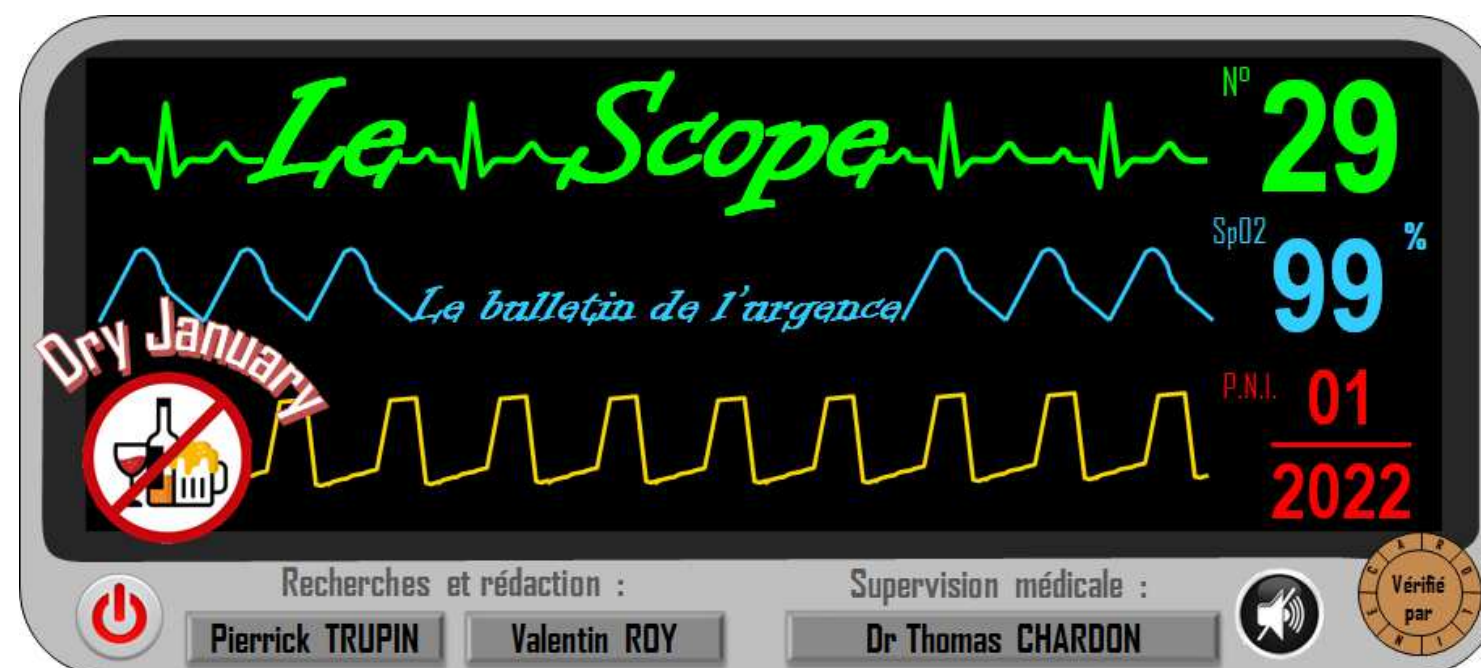 Le Scope
N° 29
SpO2 99 %
Le bulletin de l'urgence
Dry January
P.N.I. 01
2022
Recherches et rédaction :
Supervision médicale :
Pierrick TRUPIN
Valentin ROY
Dr Thomas CHARDON
Vérifié
par
CARDLINE